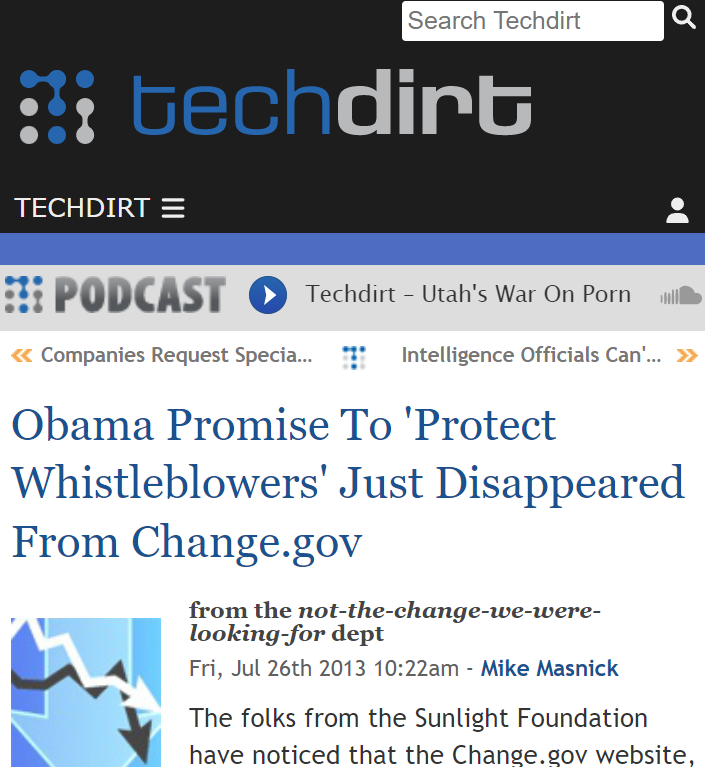 Search Techdirt
techdirt
TECHDIRT
PODCAST Techdirt – Utah's War On Porn
Companies Request Specia... Intelligence Officials Can'...
Obama Promise To 'Protect
Whistleblowers' Just Disappeared
From Change.gov
from the not-the-change-we-were-
looking-for dept
Fri, Jul 26th 2013 10:22am - Mike Masnick
The folks from the Sunlight Foundation
have noticed that the Change.gov website,